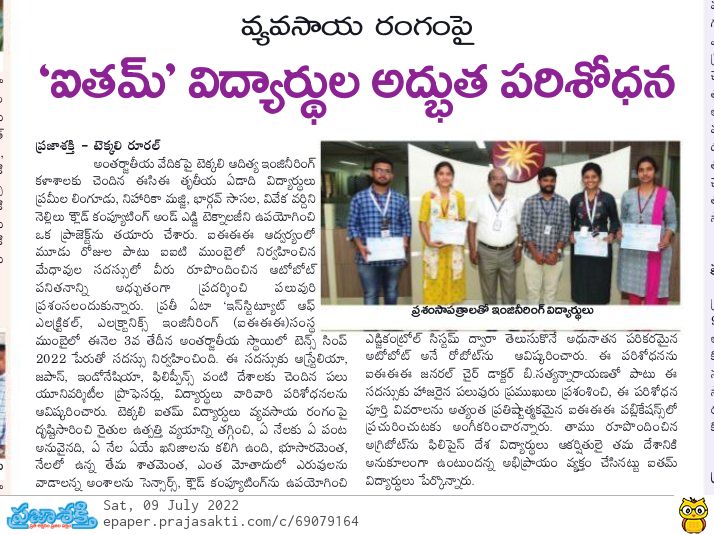 వ్యవసాయ రంగంపై
‘ఐతమ్’ విద్యార్థుల అద్భుత పరిశోధన
ప్రజాశక్తి - టెక్కలి రూరల్
అంతర్జాతీయ వేదికపై టెక్కలి ఆదిత్య ఇంజినీరింగ్
కళాశాలకు చెందిన ఈసిఈ తృతీయ ఏడాది విద్యార్థులు
ప్రమీల లింగూడు, నిహారికా మజ్జి, భార్గవ్ సాసల, వివేక వర్ధిని
నెల్లిలు క్లౌడ్ కంప్యూటింగ్ అండ్ ఎడ్జి టెక్నాలజీని ఉపయోగించి
ఒక ప్రాజెక్ట్‌ను తయారు చేశారు. ఐఈఈఈ ఆధ్వర్యంలో
మూడు రోజుల పాటు ఐఐటి ముంబైలో నిర్వహించిన
మేధావుల సదస్సులో వీరు రూపొందించిన ఆటోబోట్
పనితనాన్ని అద్భుతంగా ప్రదర్శించి పలువురి
ప్రశంసలందుకున్నారు. ప్రతీ ఏటా ‘ఇన్‌స్టిట్యూట్ ఆఫ్
ఎలక్ట్రికల్, ఎలక్ట్రానిక్స్ ఇంజినీరింగ్ (ఐఈఈఈ)సంస్థ
ముంబైలో ఈనెల 3వ తేదీన అంతర్జాతీయ స్థాయిలో టెన్స్ సింప్
2022 పేరుతో సదస్సు నిర్వహించింది. ఈ సదస్సుకు ఆస్ట్రేలియా,
జపాన్, ఇండోనేషియా, ఫిలిప్పీన్స్ వంటి దేశాలకు చెందిన పలు
యూనివర్శిటీల ప్రొఫెసర్లు, విద్యార్థులు వారివారి పరిశోధనలను
ఆవిష్కరించారు. టెక్కలి ఐతమ్ విద్యార్థులు వ్యవసాయ రంగంపై
దృష్టిసారించి రైతుల ఉత్పత్తి వ్యయాన్ని తగ్గించి, ఏ నేలకు ఏ పంట
అనువైనది, ఏ నేల ఏయే ఖనిజాలను కలిగి ఉంది, భూసారమెంత,
నేలలో ఉన్న తేమ శాతమెంత, ఎంత మోతాదులో ఎరువులను
వాడాలన్న అంశాలను సెన్సార్స్, క్లౌడ్ కంప్యూటింగ్‌ను ఉపయోగించి
ప్రశంసాపత్రాలతో ఇంజినీరింగ్ విద్యార్థులు
ఎడ్జికంట్రోల్ సిస్టమ్ ద్వారా తెలుసుకొనే అధునాతన పరికరమైన
అటోబోట్ అనే రోబోట్‌ను ఆవిష్కరించారు. ఈ పరిశోధనను
ఐఈఈఈ జనరల్ చైర్ డాక్టర్ బి.సత్యన్నారాయణతో పాటు ఈ
సదస్సుకు హాజరైన పలువురు ప్రముఖులు ప్రశంసించి, ఈ పరిశోధన
పూర్తి వివరాలను అత్యంత ప్రతిష్టాత్మకమైన ఐఈఈఈ పబ్లికేషన్స్‌లో
ప్రచురించుటకు అంగీకరించారన్నారు. తాము రూపొందించిన
అగ్రిబోట్‌ను ఫిలిపైన్ దేశ విద్యార్థులు ఆకర్షితులై తమ దేశానికి
అనుకూలంగా ఉంటుందన్న అభిప్రాయం వ్యక్తం చేసినట్టు ఐతమ్
విద్యార్థులు పేర్కొన్నారు.
ప్రజాశక్తి
Sat, 09 July 2022
epaper.prajasakti.com/c/69079164